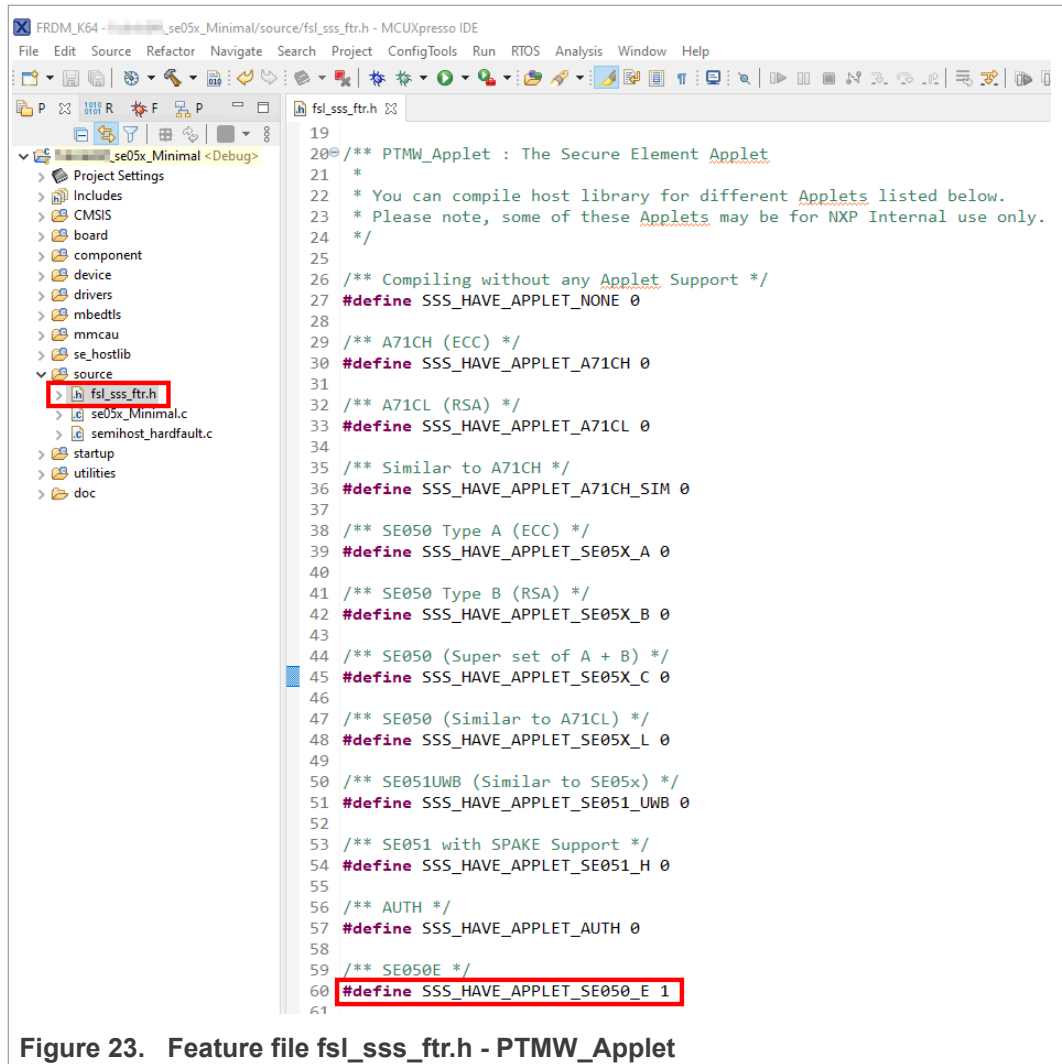 FRDM_K64 - _se05x_Minimal/source/fsl_sss_ftr.h - MCUXpresso IDE
File Edit Source Refactor Navigate Search Project ConfigTools Run RTOS Analysis Window Help
P R F P
fsl_sss_ftr.h
_se05x_Minimal <Debug>
Project Settings
Includes
CMSIS
board
component
device
drivers
mbedtls
mmcau
se_hostlib
source
fsl_sss_ftr.h
se05x_Minimal.c
semihost_hardfault.c
startup
utilities
doc
19
20 /** PTMW_Applet : The Secure Element Applet
21 *
22 * You can compile host library for different Applets listed below.
23 * Please note, some of these Applets may be for NXP Internal use only.
24 */
25
26 /** Compiling without any Applet Support */
27 #define SSS_HAVE_APPLET_NONE 0
28
29 /** A71CH (ECC) */
30 #define SSS_HAVE_APPLET_A71CH 0
31
32 /** A71CL (RSA) */
33 #define SSS_HAVE_APPLET_A71CL 0
34
35 /** Similar to A71CH */
36 #define SSS_HAVE_APPLET_A71CH_SIM 0
37
38 /** SE050 Type A (ECC) */
39 #define SSS_HAVE_APPLET_SE05X_A 0
40
41 /** SE050 Type B (RSA) */
42 #define SSS_HAVE_APPLET_SE05X_B 0
43
44 /** SE050 (Super set of A + B) */
45 #define SSS_HAVE_APPLET_SE05X_C 0
46
47 /** SE050 (Similar to A71CL) */
48 #define SSS_HAVE_APPLET_SE05X_L 0
49
50 /** SE051UWB (Similar to SE05x) */
51 #define SSS_HAVE_APPLET_SE051_UWB 0
52
53 /** SE051 with SPAKE Support */
54 #define SSS_HAVE_APPLET_SE051_H 0
55
56 /** AUTH */
57 #define SSS_HAVE_APPLET_AUTH 0
58
59 /** SE050E */
60 #define SSS_HAVE_APPLET_SE050_E 1
61
Figure 23. Feature file fsl_sss_ftr.h - PTMW_Applet